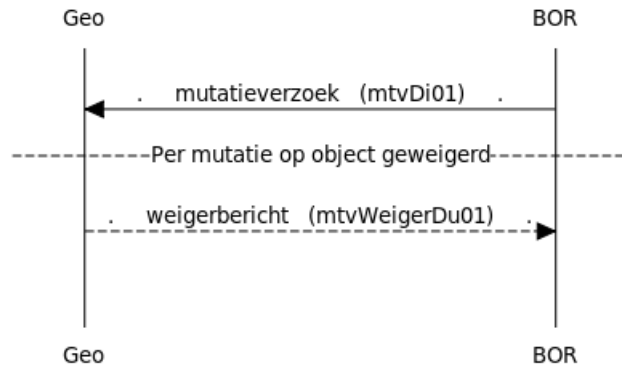 Geo BOR
. mutatieverzoek (mtvDi01) .
Per mutatie op object geweigerd
. weigerbericht (mtvWeigerDu01) .
Geo BOR